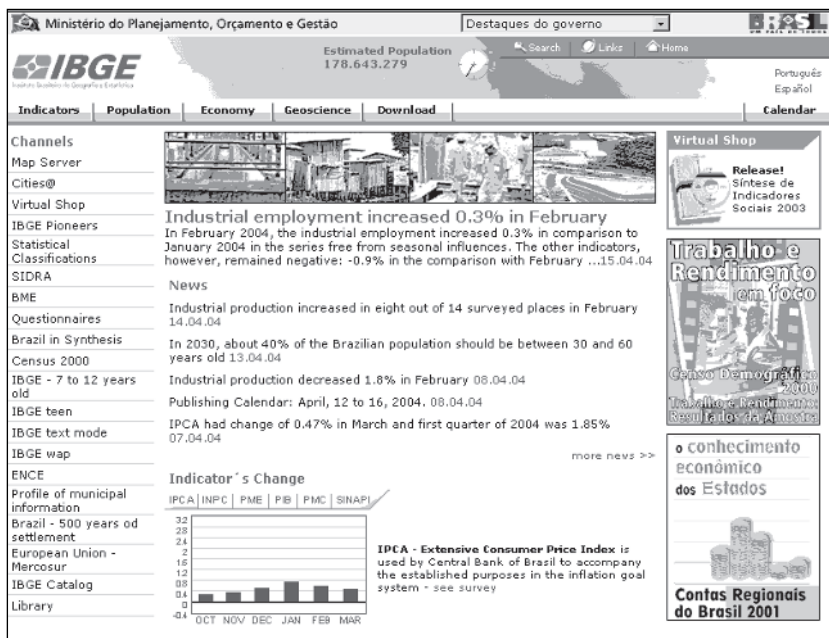 Ministério do Planejamento, Orçamento e Gestão
Destaques do governo
BRASIL
UM PAÍS DE TODOS
IBGE
Instituto Brasileiro de Geografia e Estatística
Estimated Population
178.643.279
Search
Links
Home
Português
Español
Indicators
Population
Economy
Geoscience
Download
Calendar
Channels
Map Server
Cities@
Virtual Shop
IBGE Pioneers
Statistical
Classifications
SIDRA
BME
Questionnaires
Brazil in Synthesis
Census 2000
IBGE - 7 to 12 years
old
IBGE teen
IBGE text mode
IBGE wap
ENCE
Profile of municipal
information
Brazil - 500 years od
settlement
European Union -
Mercosur
IBGE Catalog
Library
Industrial employment increased 0.3% in February
In February 2004, the industrial employment increased 0.3% in comparison to
January 2004 in the series free from seasonal influences. The other indicators,
however, remained negative: -0.9% in the comparison with February ...15.04.04
News
Industrial production increased in eight out of 14 surveyed places in February
14.04.04
In 2030, about 40% of the Brazilian population should be between 30 and 60
years old 13.04.04
Industrial production decreased 1.8% in February 08.04.04
Publishing Calendar: April, 12 to 16, 2004. 08.04.04
IPCA had change of 0.47% in March and first quarter of 2004 was 1.85%
07.04.04
more news >>
Indicator´s Change
IPCA INPC PME PIB PMC SINAPI
3.2
2.8
2.4
2
1.6
1.2
0.8
0.4
0
-0.4
OCT NOV DEC JAN FEB MAR
IPCA - Extensive Consumer Price Index is
used by Central Bank of Brasil to accompany
the established purposes in the inflation goal
system - see survey
Virtual Shop
Release!
Síntese de
Indicadores
Sociais 2003
Trabalho e
Rendimento
em foco
Censo Demográfico
2000
Trabalho e Rendimento:
Resultados da Amostra
o conhecimento
econômico
dos Estados
Contas Regionais
do Brasil 2001